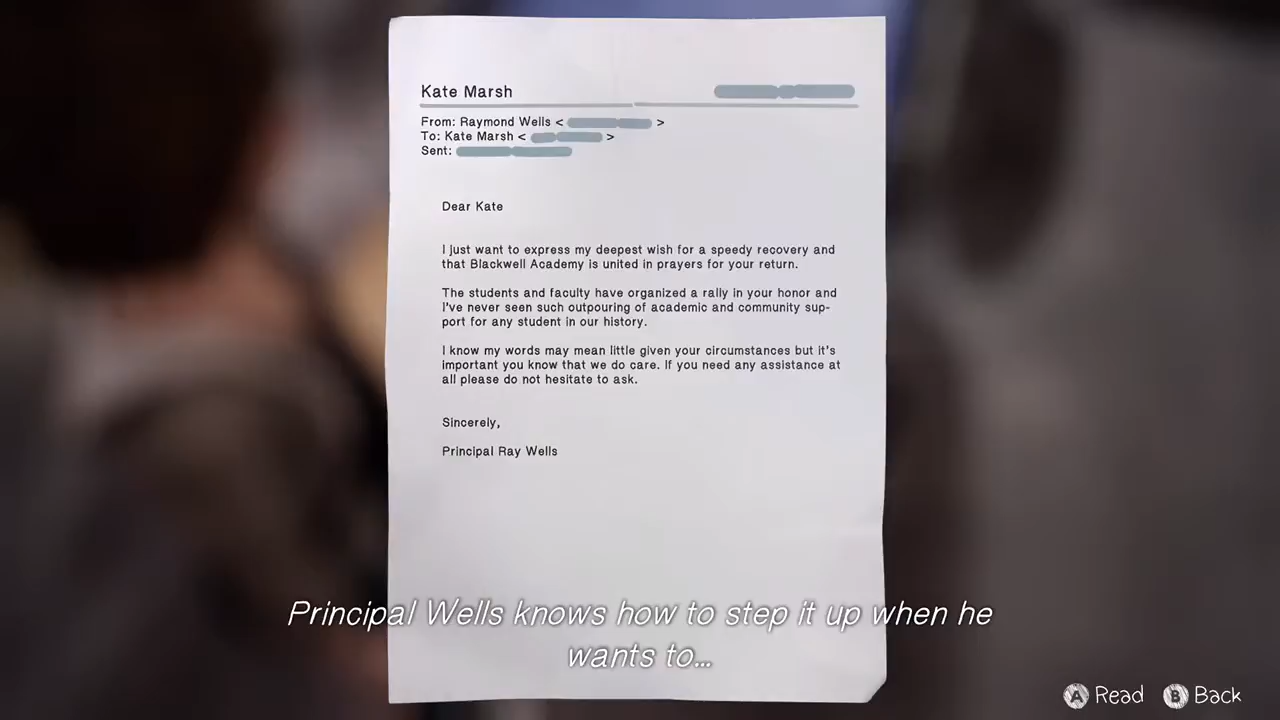 Kate Marsh
From: Raymond Wells < >
To: Kate Marsh < >
Sent:
Dear Kate
I just want to express my deepest wish for a speedy recovery and
that Blackwell Academy is united in prayers for your return.
The students and faculty have organized a rally in your honor and
I've never seen such outpouring of academic and community sup-
port for any student in our history.
I know my words may mean little given your circumstances but it's
important you know that we do care. If you need any assistance at
all please do not hesitate to ask.
Sincerely,
Principal Ray Wells
Principal Wells knows how to step it up when he
wants to...
A Read B Back